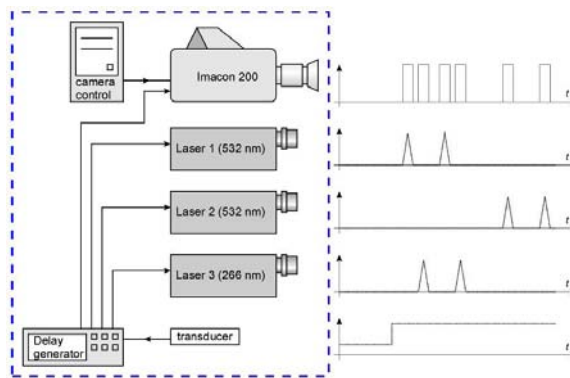 camera
control
Imacon 200
t
Laser 1 (532 nm)
t
Laser 2 (532 nm)
t
Laser 3 (266 nm)
t
Delay
generator
transducer
t